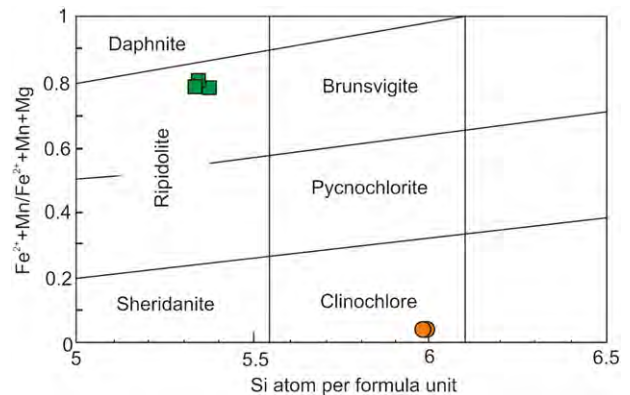 1
Daphnite
0.8
Brunsvigite
0.6
Ripidolite
Pycnochlorite
0.4
0.2
Sheridanite
Clinochlore
0
5
5.5
6
6.5
Fe²⁺+Mn/Fe²⁺+Mn+Mg
Si atom per formula unit